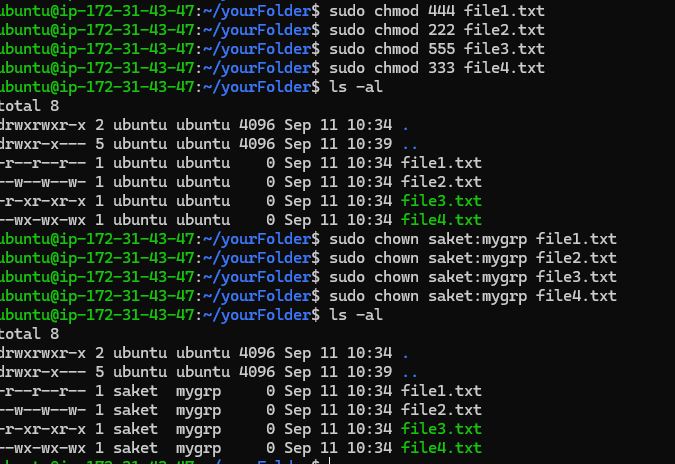 ubuntu@ip-172-31-43-47:~/yourFolder$ sudo chmod 444 file1.txt
ubuntu@ip-172-31-43-47:~/yourFolder$ sudo chmod 222 file2.txt
ubuntu@ip-172-31-43-47:~/yourFolder$ sudo chmod 555 file3.txt
ubuntu@ip-172-31-43-47:~/yourFolder$ sudo chmod 333 file4.txt
ubuntu@ip-172-31-43-47:~/yourFolder$ ls -al
total 8
drwxrwxr-x 2 ubuntu ubuntu 4096 Sep 11 10:34 .
drwxr-x--- 5 ubuntu ubuntu 4096 Sep 11 10:39 ..
-r--r--r-- 1 ubuntu ubuntu    0 Sep 11 10:34 file1.txt
--w--w--w- 1 ubuntu ubuntu    0 Sep 11 10:34 file2.txt
-r-xr-xr-x 1 ubuntu ubuntu    0 Sep 11 10:34 file3.txt
--wx-wx-wx 1 ubuntu ubuntu    0 Sep 11 10:34 file4.txt
ubuntu@ip-172-31-43-47:~/yourFolder$ sudo chown saket:mygrp file1.txt
ubuntu@ip-172-31-43-47:~/yourFolder$ sudo chown saket:mygrp file2.txt
ubuntu@ip-172-31-43-47:~/yourFolder$ sudo chown saket:mygrp file3.txt
ubuntu@ip-172-31-43-47:~/yourFolder$ sudo chown saket:mygrp file4.txt
ubuntu@ip-172-31-43-47:~/yourFolder$ ls -al
total 8
drwxrwxr-x 2 ubuntu ubuntu 4096 Sep 11 10:34 .
drwxr-x--- 5 ubuntu ubuntu 4096 Sep 11 10:39 ..
-r--r--r-- 1 saket  mygrp     0 Sep 11 10:34 file1.txt
--w--w--w- 1 saket  mygrp     0 Sep 11 10:34 file2.txt
-r-xr-xr-x 1 saket  mygrp     0 Sep 11 10:34 file3.txt
--wx-wx-wx 1 saket  mygrp     0 Sep 11 10:34 file4.txt
ubuntu@ip-172-31-43-47:~/yourFolder$